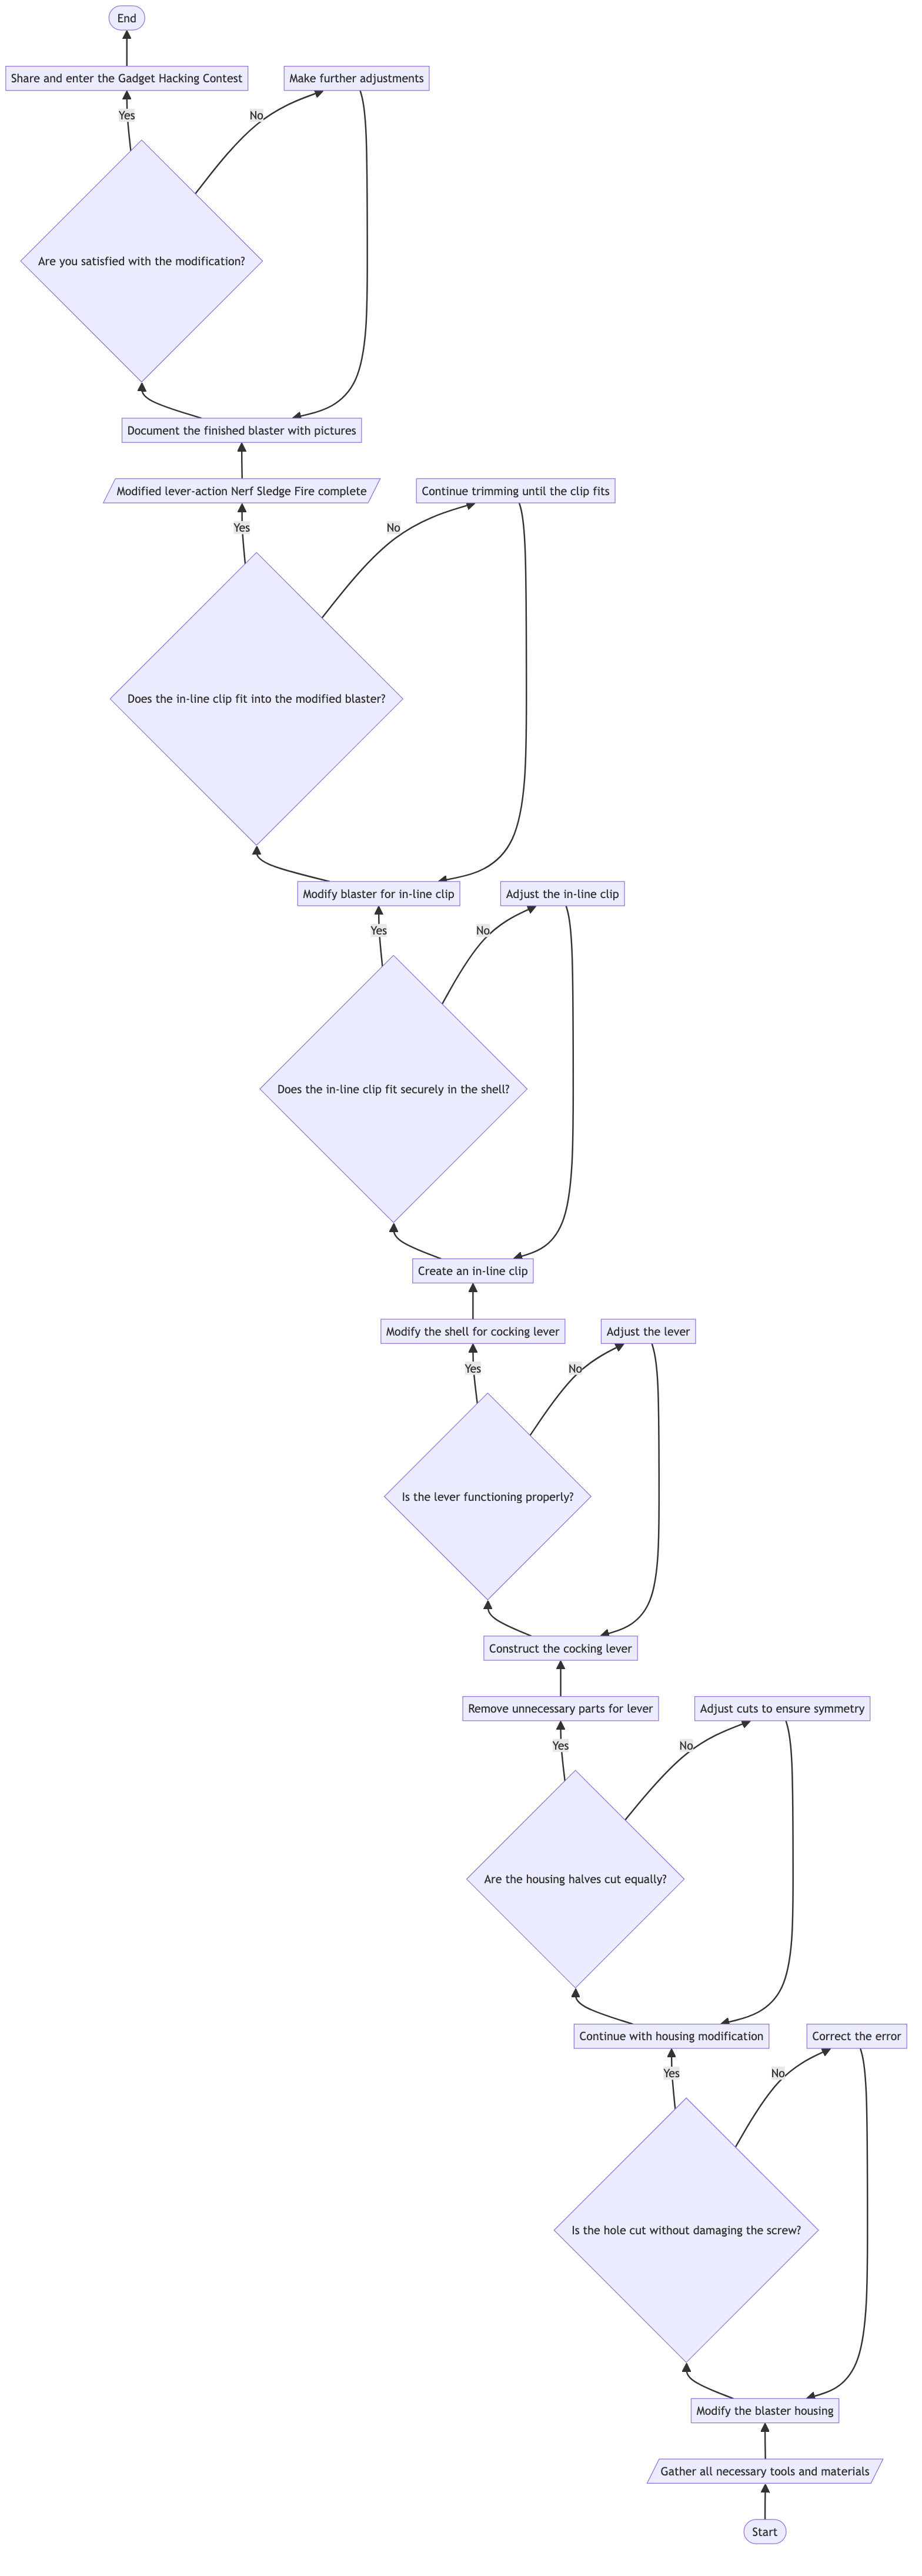 End
Share and enter the Gadget Hacking Contest
Make further adjustments
Yes
No
Are you satisfied with the modification?
Document the finished blaster with pictures
Modified lever-action Nerf Sledge Fire complete
Continue trimming until the clip fits
Yes
No
Does the in-line clip fit into the modified blaster?
Modify blaster for in-line clip
Adjust the in-line clip
Yes
No
Does the in-line clip fit securely in the shell?
Create an in-line clip
Modify the shell for cocking lever
Adjust the lever
Yes
No
Is the lever functioning properly?
Construct the cocking lever
Remove unnecessary parts for lever
Adjust cuts to ensure symmetry
Yes
No
Are the housing halves cut equally?
Continue with housing modification
Correct the error
Yes
No
Is the hole cut without damaging the screw?
Modify the blaster housing
Gather all necessary tools and materials
Start